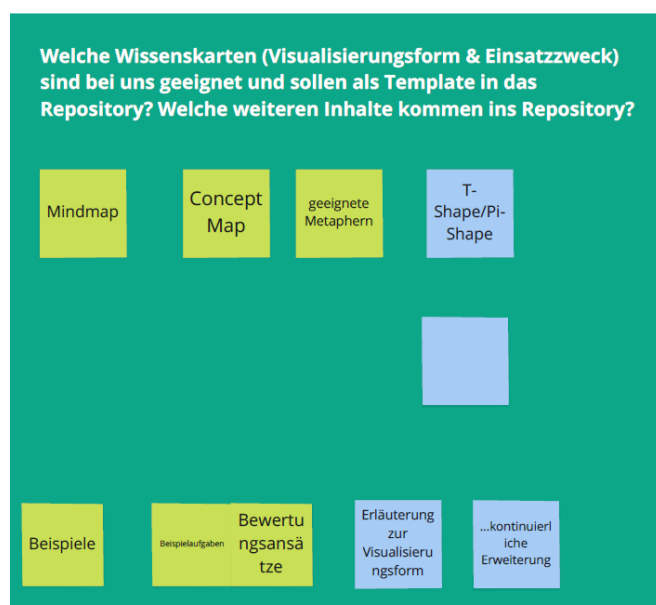 Welche Wissenskarten (Visualisierungsform & Einsatzzweck)
sind bei uns geeignet und sollen als Template in das
Repository? Welche weiteren Inhalte kommen ins Repository?
Mindmap
Concept
Map
geeignete
Metaphern
T-
Shape/Pi-
Shape
Beispiele
Beispielaufgaben
Bewertu
ngsansä
tze
Erläuterung
zur
Visualisieru
ngsform
...kontinuierl
iche
Erweiterung